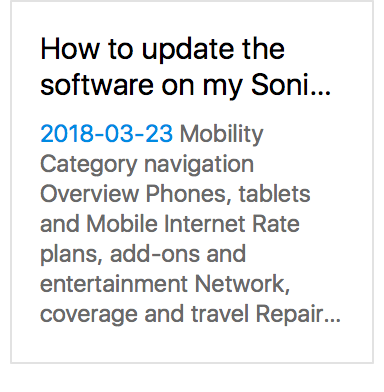 How to update the
software on my Soni...
2018-03-23 Mobility
Category navigation
Overview Phones, tablets
and Mobile Internet Rate
plans, add-ons and
entertainment Network,
coverage and travel Repair...